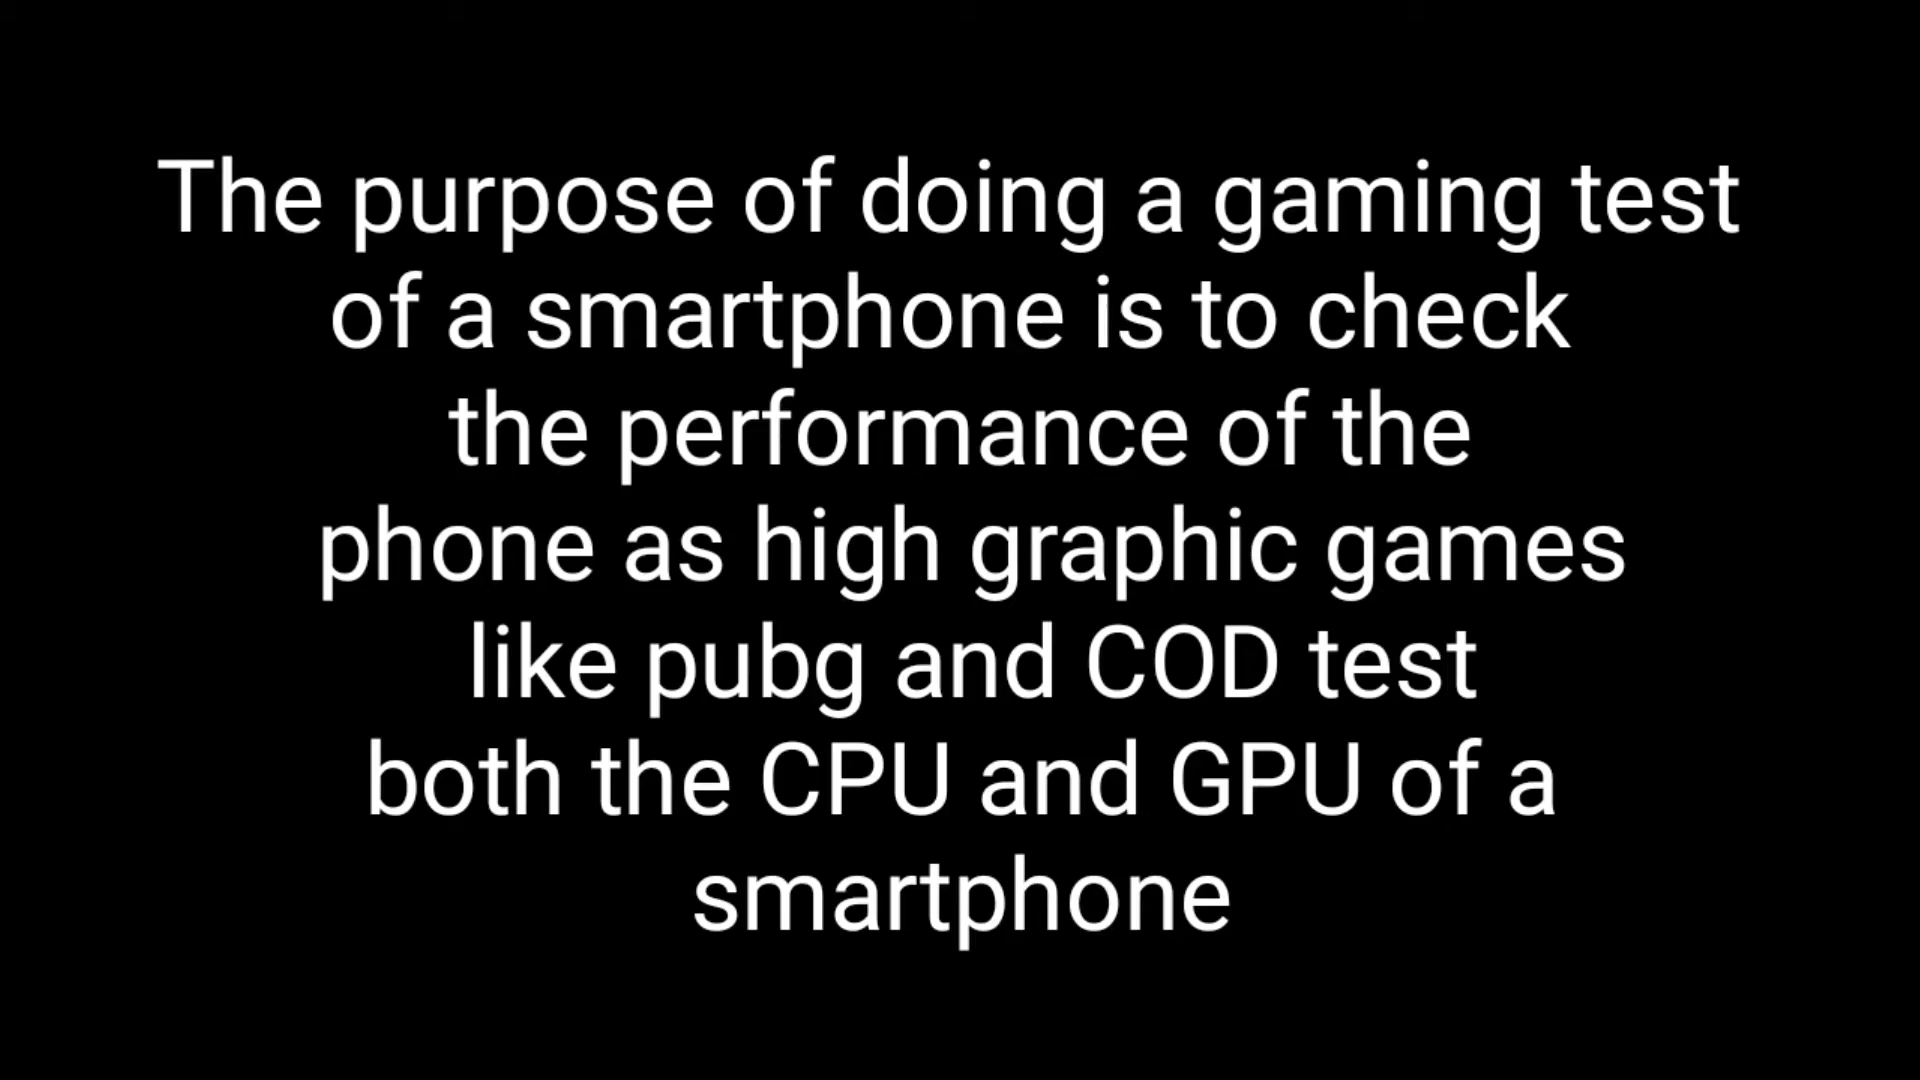 The purpose of doing a gaming test
of a smartphone is to check
the performance of the
phone as high graphic games
like pubg and COD test
both the CPU and GPU of a
smartphone